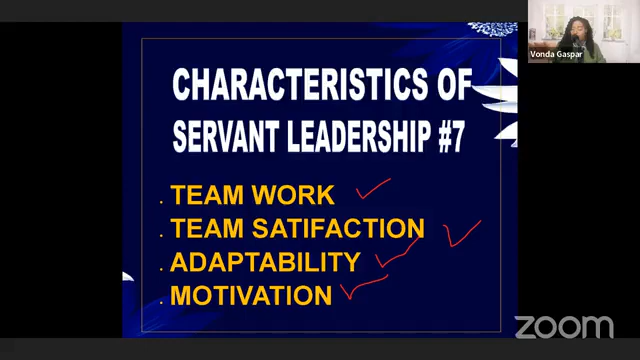 CHARACTERISTICS OF
SERVANT LEADERSHIP #7
. TEAM WORK
. TEAM SATIFACTION
. ADAPTABILITY
. MOTIVATION
Vonda Gaspar
zoom